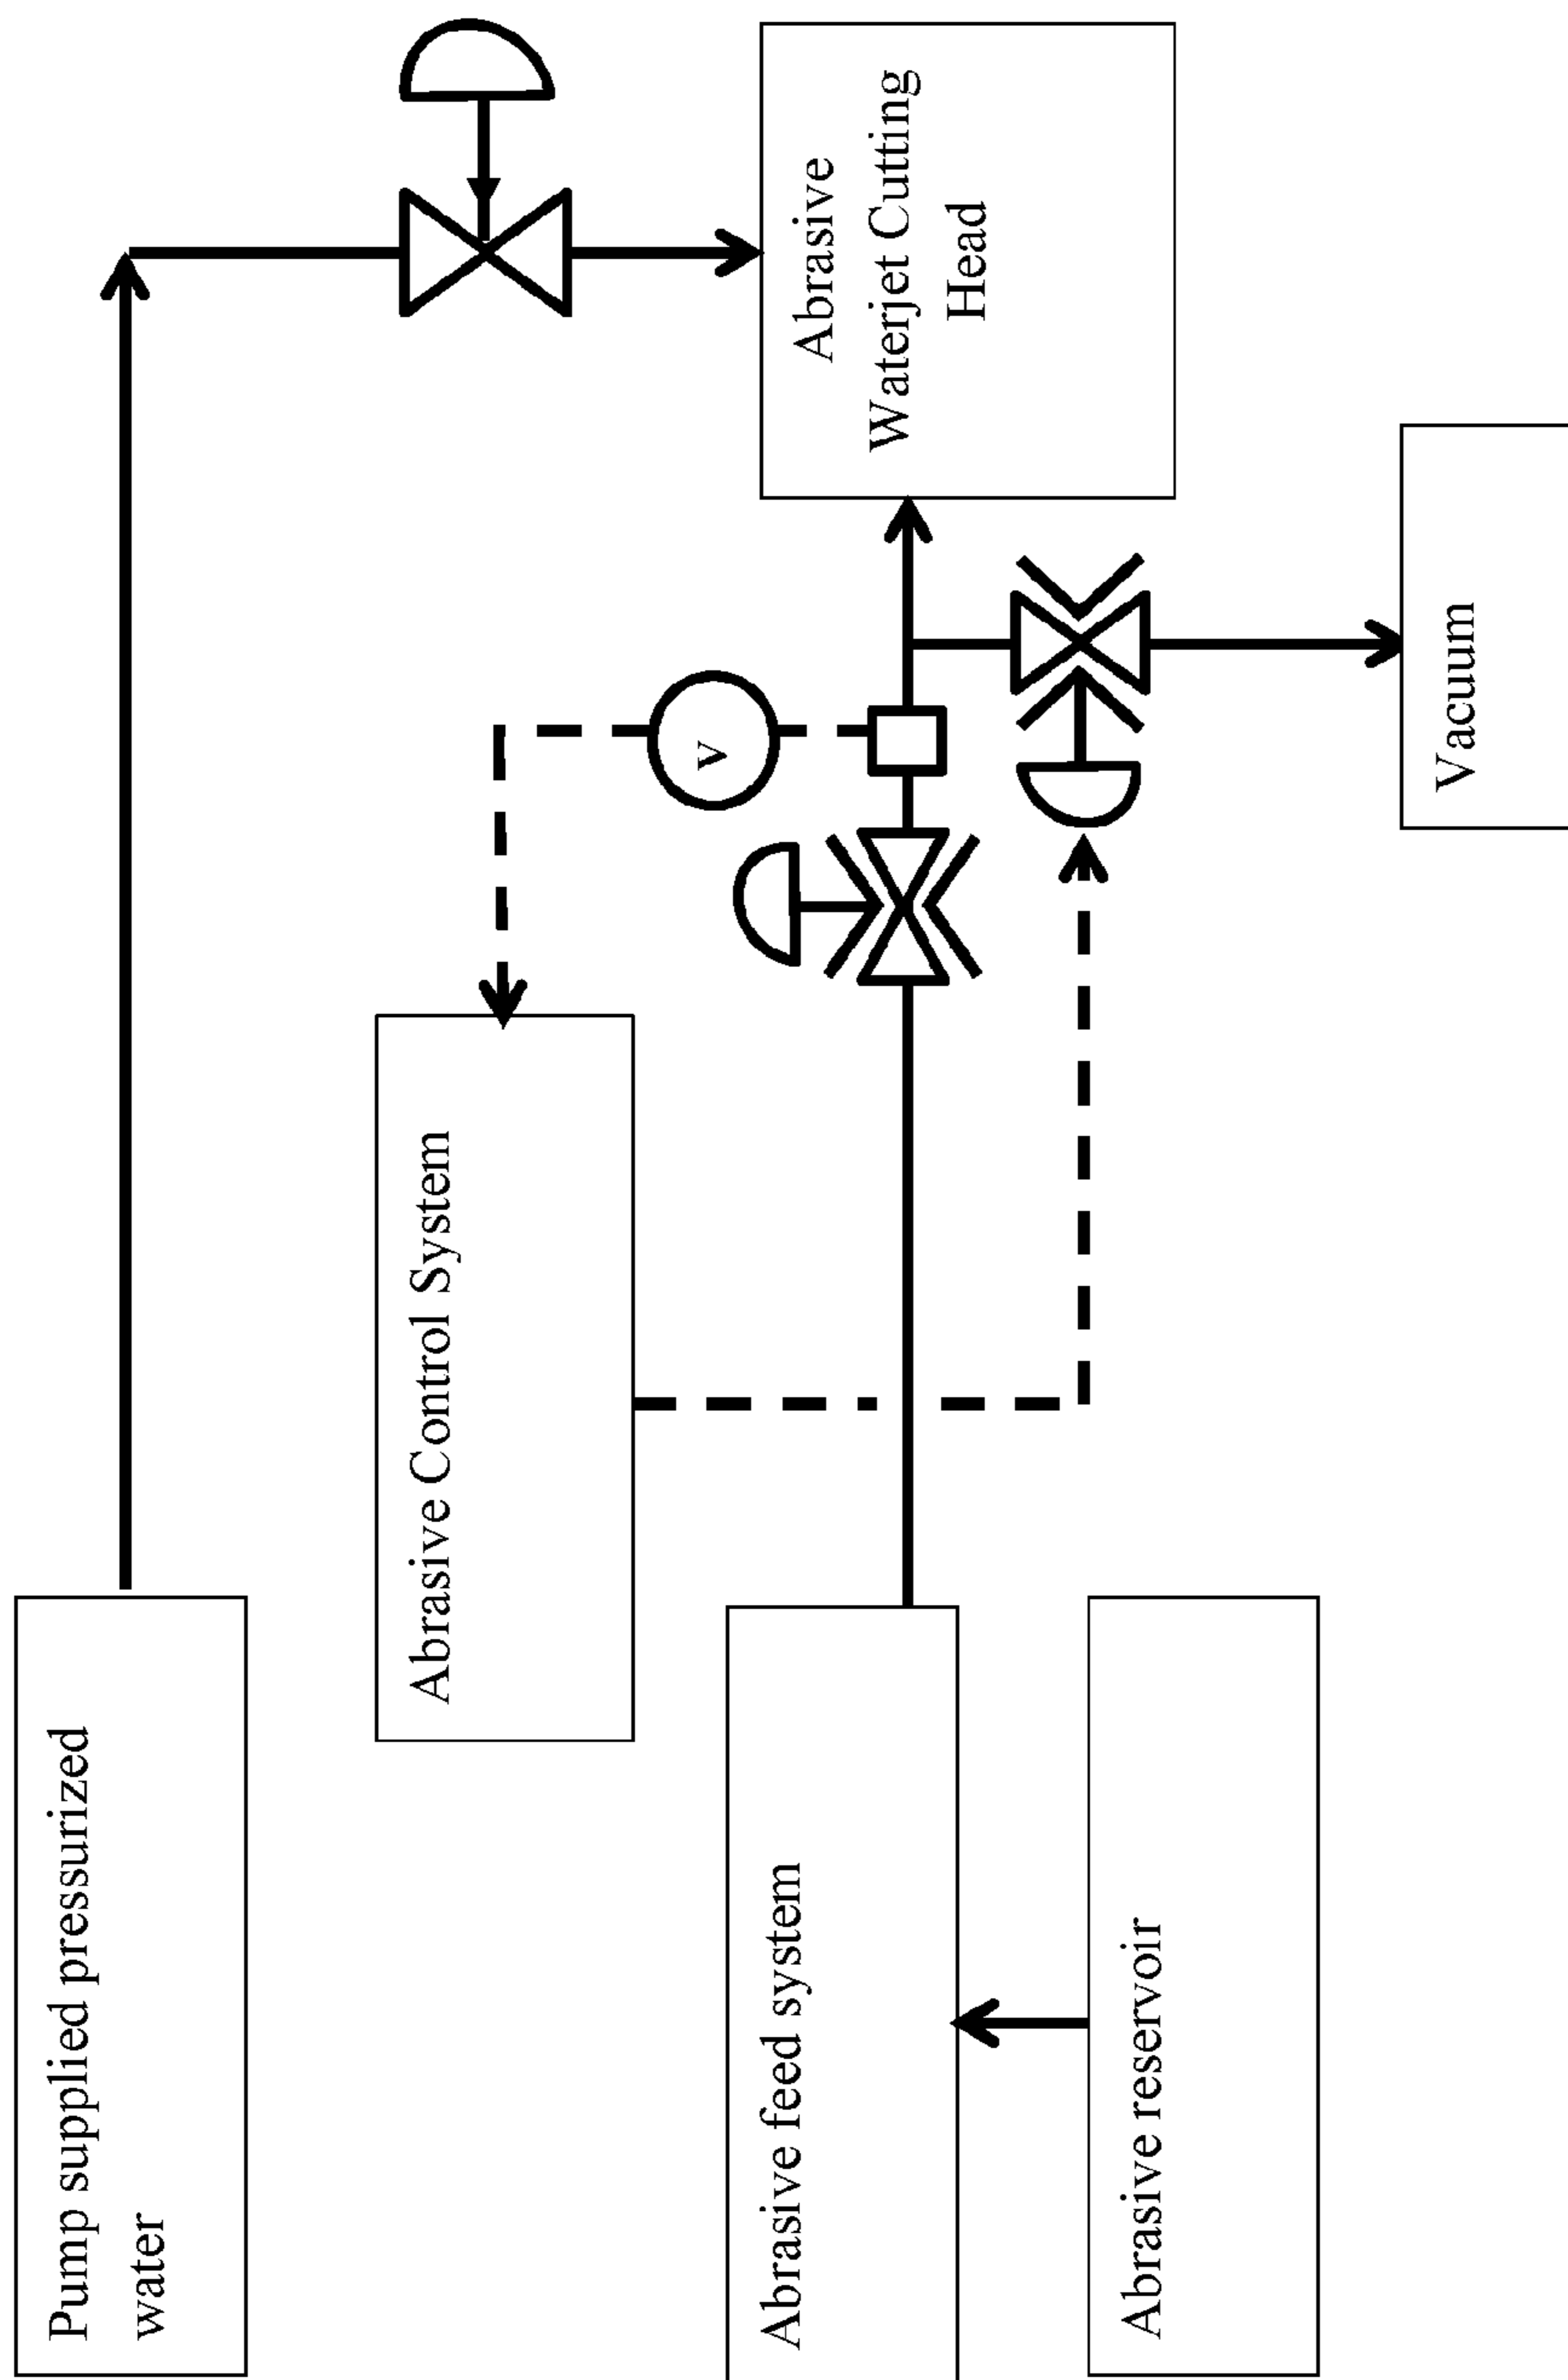 Pump supplied pressurized
water
Abrasive Control System
Abrasive
Waterjet Cutting
Head
v
Abrasive feed system
Abrasive reservoir
Vacuum